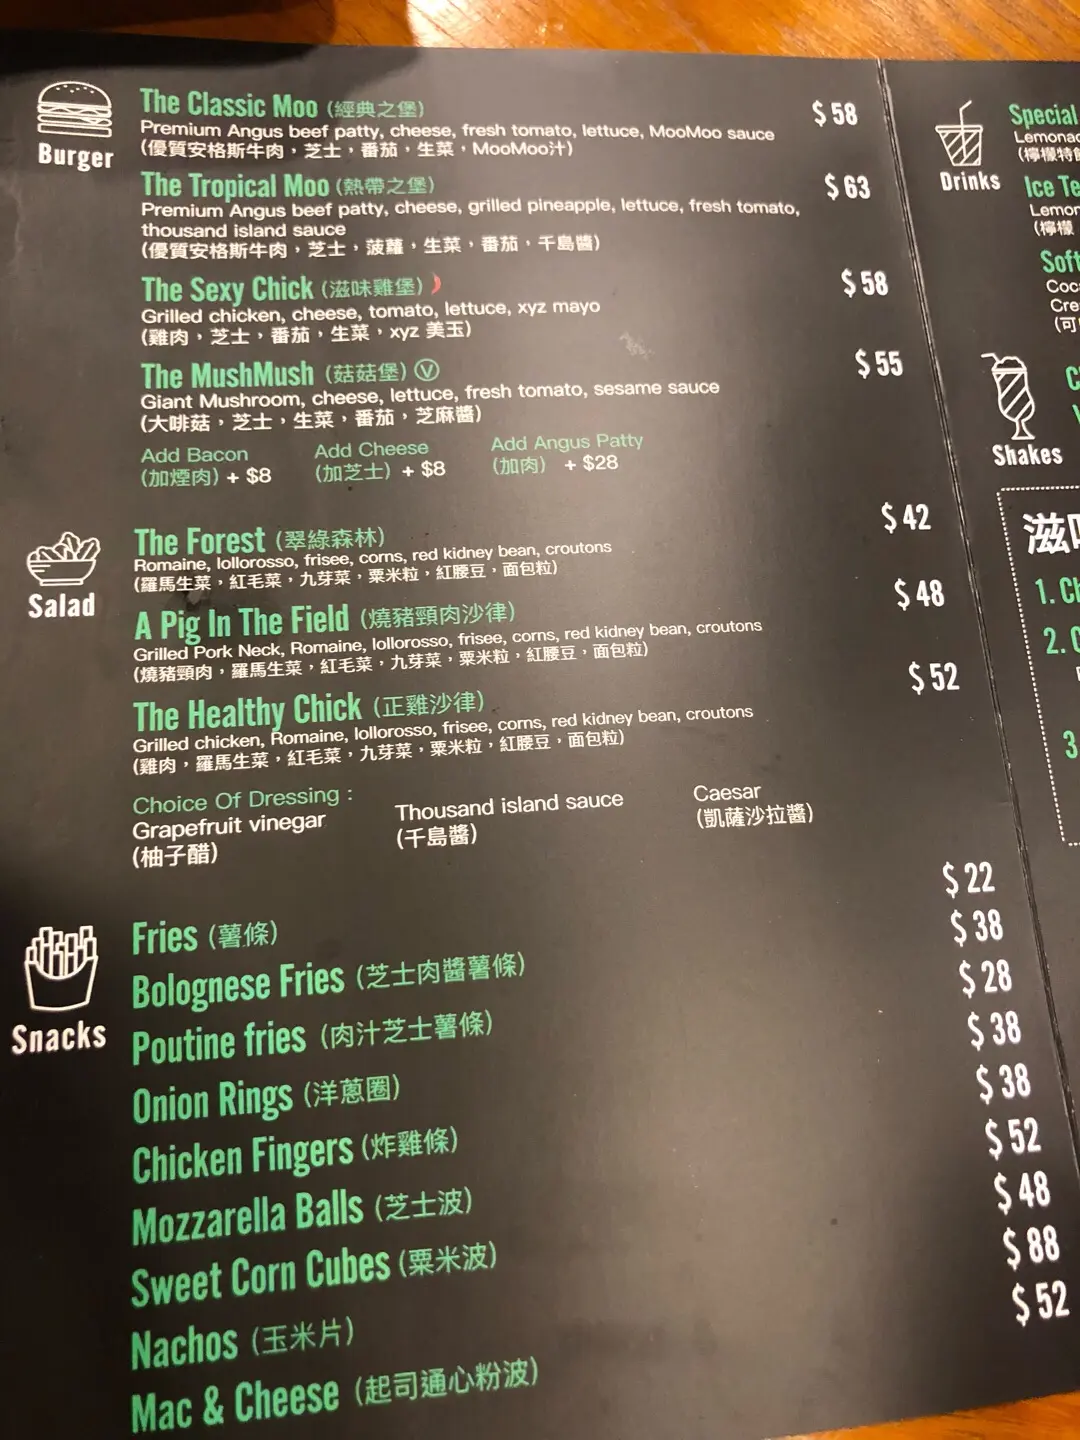 Burger
The Classic Moo (經典之堡) $58
Premium Angus beef patty, cheese, fresh tomato, lettuce, MooMoo sauce
(優質安格斯牛肉，芝士，番茄，生菜，MooMoo汁)
The Tropical Moo (熱帶之堡) $63
Premium Angus beef patty, cheese, grilled pineapple, lettuce, fresh tomato,
thousand island sauce
(優質安格斯牛肉，芝士，菠蘿，生菜，番茄，千島醬)
The Sexy Chick (滋味雞堡) $58
Grilled chicken, cheese, tomato, lettuce, xyz mayo
(雞肉，芝士，番茄，生菜，xyz 美玉)
The MushMush (菇菇堡) V $55
Giant Mushroom, cheese, lettuce, fresh tomato, sesame sauce
(大啡菇，芝士，生菜，番茄，芝麻醬)
Add Bacon Add Cheese Add Angus Patty
(加煙肉) + $8 (加芝士) + $8 (加肉) + $28
Salad
The Forest (翠綠森林) $42
Romaine, lollorosso, frisee, corns, red kidney bean, croutons
(羅馬生菜，紅毛菜，九芽菜，粟米粒，紅腰豆，面包粒)
A Pig In The Field (燒豬頸肉沙律) $48
Grilled Pork Neck, Romaine, lollorosso, frisee, corns, red kidney bean, croutons
(燒豬頸肉，羅馬生菜，紅毛菜，九芽菜，粟米粒，紅腰豆，面包粒)
The Healthy Chick (正雞沙律) $52
Grilled chicken, Romaine, lollorosso, frisee, corns, red kidney bean, croutons
(雞肉，羅馬生菜，紅毛菜，九芽菜，粟米粒，紅腰豆，面包粒)
Choice Of Dressing :
Grapefruit vinegar Thousand island sauce Caesar
(柚子醋) (千島醬) (凱薩沙拉醬)
Snacks
Fries (薯條) $22
Bolognese Fries (芝士肉醬薯條) $38
Poutine fries (肉汁芝士薯條) $28
Onion Rings (洋蔥圈) $38
Chicken Fingers (炸雞條) $38
Mozzarella Balls (芝士波) $52
Sweet Corn Cubes (粟米波) $48
Nachos (玉米片) $88
Mac & Cheese (起司通心粉波) $52
Drinks
Special
(檸檬特
Ice
(檸檬
(可
Shakes
滋
1.
2.
3